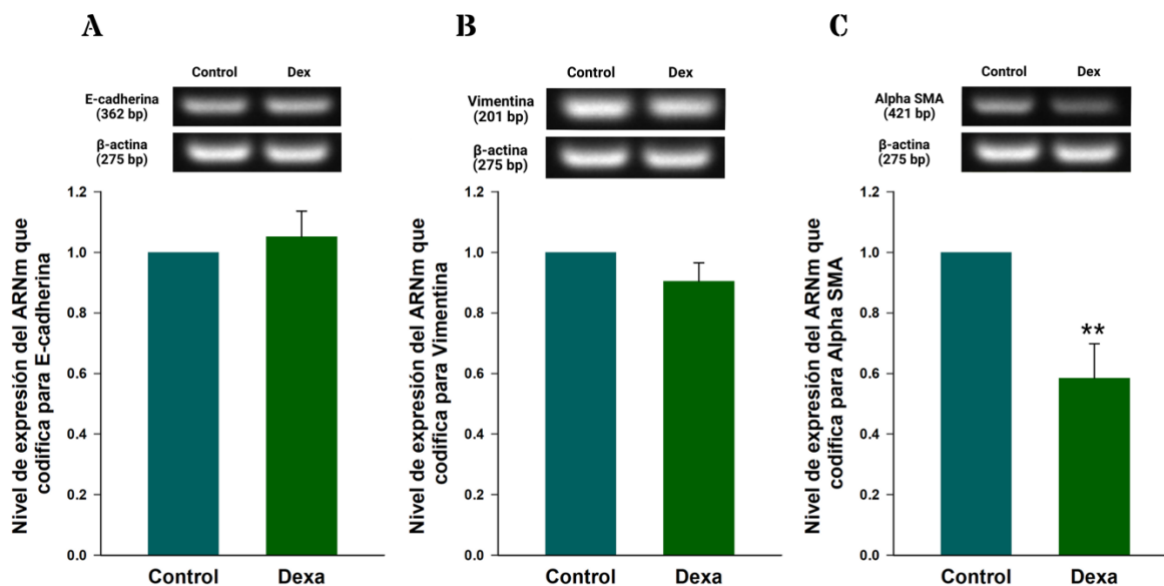 A
Control Dex
E-cadherina
(362 bp)
β-actina
(275 bp)
Nivel de expresión del ARNm que
codifica para E-cadherina
1.2
1.0
0.8
0.6
0.4
0.2
0.0
Control Dexa
B
Control Dex
Vimentina
(201 bp)
β-actina
(275 bp)
Nivel de expresión del ARNm que
codifica para Vimentina
1.2
1.0
0.8
0.6
0.4
0.2
0.0
Control Dexa
C
Control Dex
Alpha SMA
(421 bp)
β-actina
(275 bp)
Nivel de expresión del ARNm que
codifica para Alpha SMA
1.2
1.0
0.8
0.6
0.4
0.2
0.0
**
Control Dexa